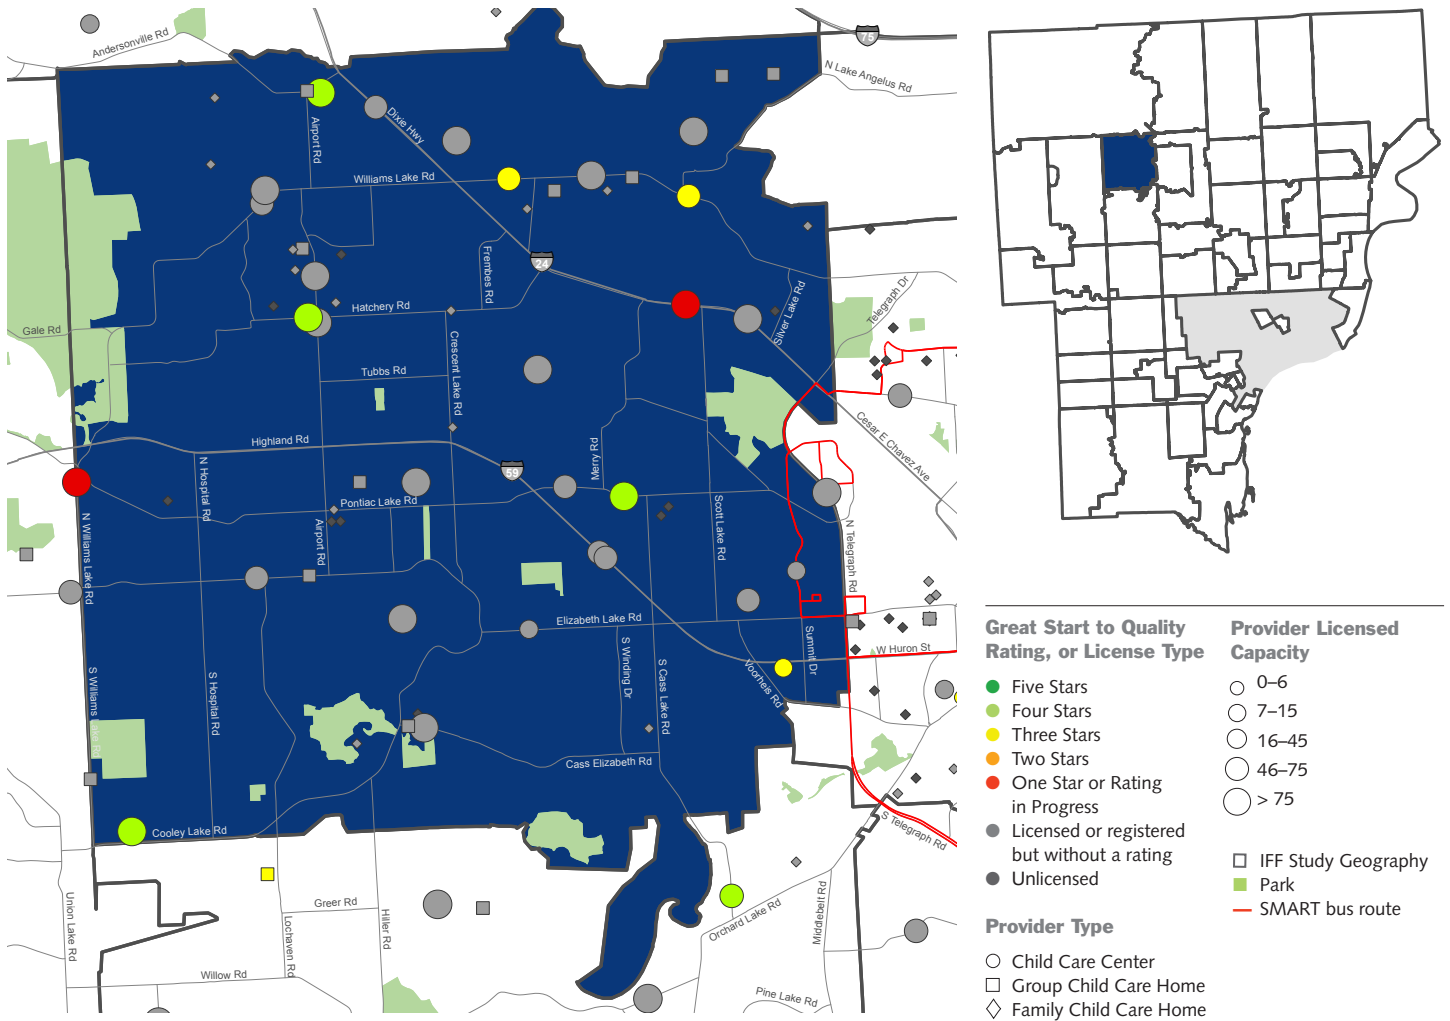 Andersonville Rd
75
N Lake Angelus Rd
Dixie Hwy
Airport Rd
Williams Lake Rd
Frembes Rd
24
Silver Lake Rd
Telegraph Dr
Hatchery Rd
Gale Rd
Crescent Lake Rd
Tubbs Rd
Cesar E Chavez Ave
Highland Rd
Merry Rd
59
N Hospital Rd
Pontiac Lake Rd
Airport Rd
Scott Lake Rd
N Telegraph Rd
N Williams Lake Rd
Elizabeth Lake Rd
Summit Dr
W Huron St
S Winding Dr
S Cass Lake Rd
Voorheis Rd
S Williams Lake Rd
S Hospital Rd
Cass Elizabeth Rd
Cooley Lake Rd
S Telegraph Rd
Union Lake Rd
Greer Rd
Lochaven Rd
Hiller Rd
Orchard Lake Rd
Middlebelt Rd
Willow Rd
Pine Lake Rd
Great Start to Quality
Rating, or License Type
Five Stars
Four Stars
Three Stars
Two Stars
One Star or Rating
in Progress
Licensed or registered
but without a rating
Unlicensed
Provider Type
Child Care Center
Group Child Care Home
Family Child Care Home
Provider Licensed
Capacity
0–6
7–15
16–45
46–75
> 75
IFF Study Geography
Park
SMART bus route